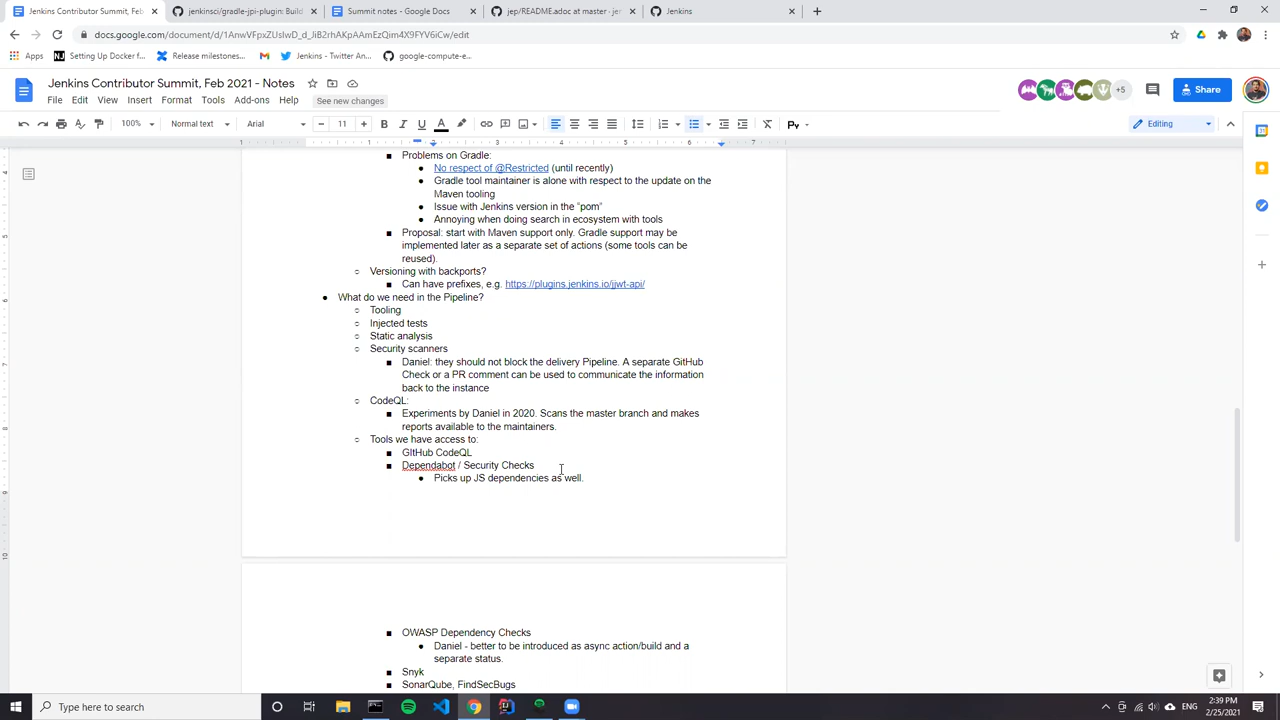 Jenkins Contributor Summit, Feb
jenkinsci/gradle-jpi-plugin: Build
Summit notes - Google Docs
jep/README.adoc at master · jen
Jenkins
docs.google.com/document/d/1AnwVFpxZUslwD_d_JiB2rhAKpAAmEzQim4X9FYV6iCw/edit
Apps
Setting Up Docker f...
Release milestones...
Jenkins - Twitter An...
google-compute-e...
Jenkins Contributor Summit, Feb 2021 - Notes
File Edit View Insert Format Tools Add-ons Help
See new changes
+5
Share
100% Normal text Arial 11
Editing
Problems on Gradle:
No respect of @Restricted (until recently)
Gradle tool maintainer is alone with respect to the update on the
Maven tooling
Issue with Jenkins version in the “pom”
Annoying when doing search in ecosystem with tools
Proposal: start with Maven support only. Gradle support may be
implemented later as a separate set of actions (some tools can be
reused).
Versioning with backports?
Can have prefixes, e.g. https://plugins.jenkins.io/jjwt-api/
What do we need in the Pipeline?
Tooling
Injected tests
Static analysis
Security scanners
Daniel: they should not block the delivery Pipeline. A separate GitHub
Check or a PR comment can be used to communicate the information
back to the instance
CodeQL:
Experiments by Daniel in 2020. Scans the master branch and makes
reports available to the maintainers.
Tools we have access to:
GItHub CodeQL
Dependabot / Security Checks
Picks up JS dependencies as well.
OWASP Dependency Checks
Daniel - better to be introduced as async action/build and a
separate status.
Snyk
SonarQube, FindSecBugs
Type here to search
ENG
2:39 PM
2/25/2021